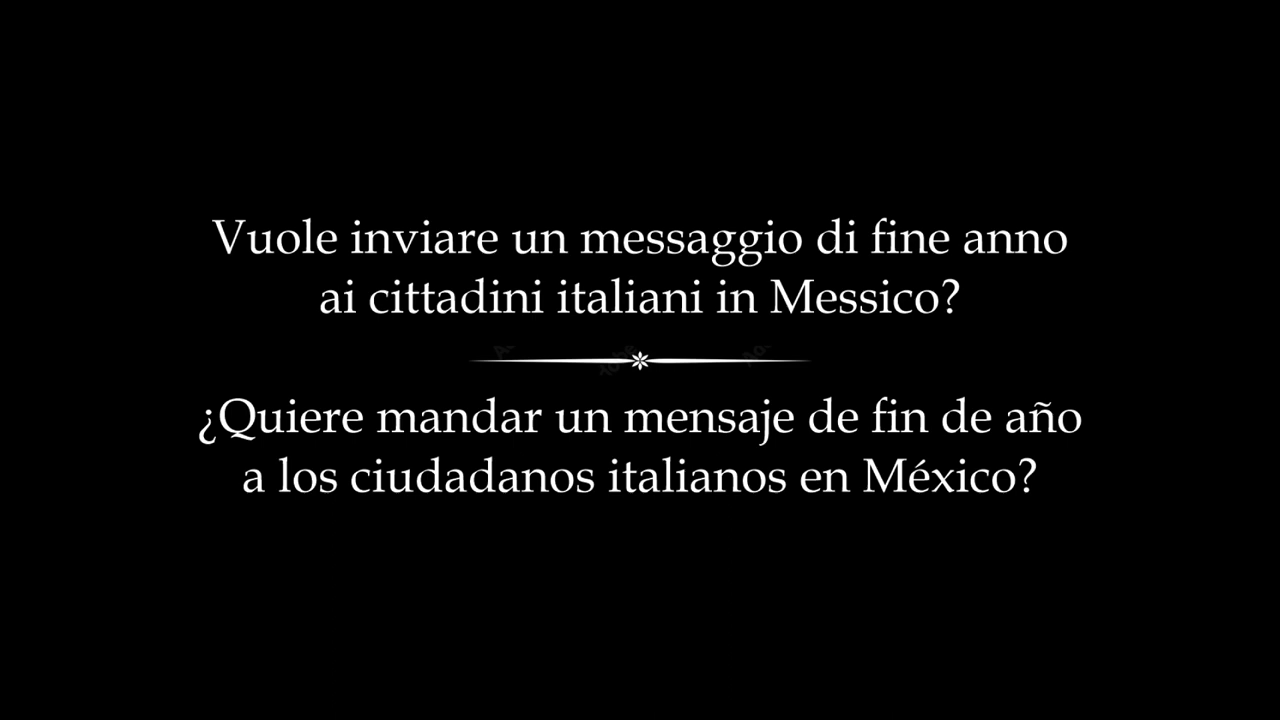 Vuole inviare un messaggio di fine anno
ai cittadini italiani in Messico?
¿Quiere mandar un mensaje de fin de año
a los ciudadanos italianos en México?